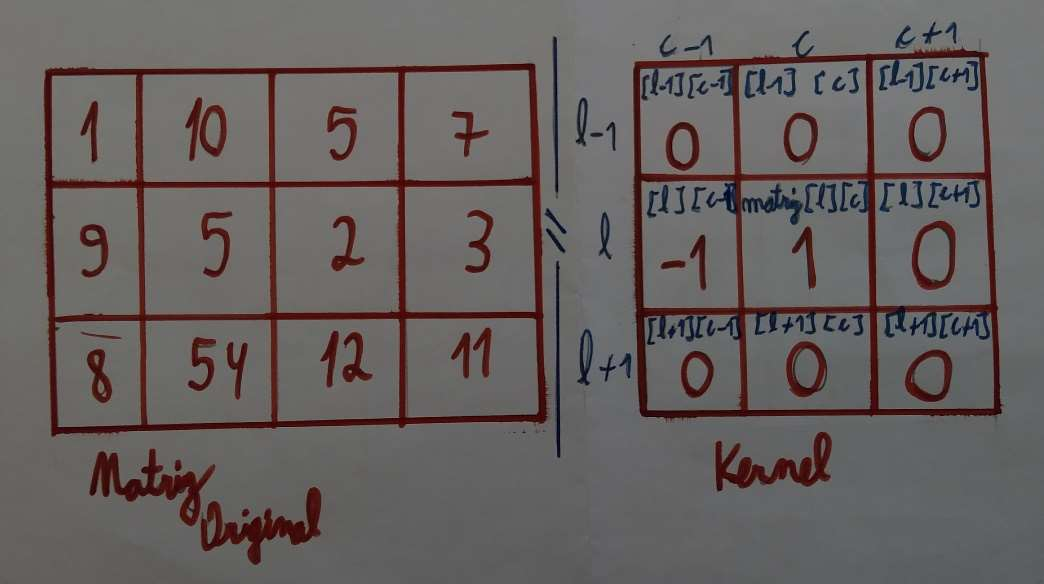 1 10 5 7
9 5 2 3
8 54 12 11
Matriz
Original
c-1 c c+1
[l-1][c-1] [l-1] [c] [l-1][c+1]
l-1 0 0 0
[l][c-1] matriz[l][c] [l][c+1]
l -1 1 0
[l+1][c-1] [l+1][c] [l+1][c+1]
l+1 0 0 0
Kernel